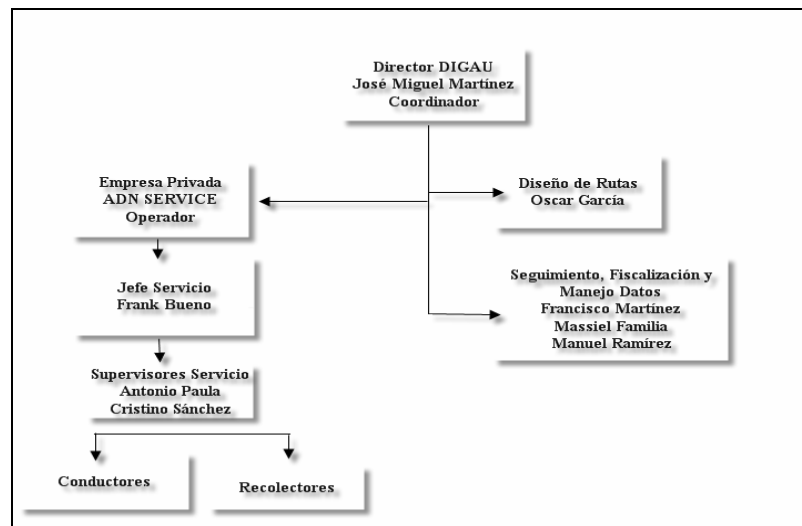 Director DIGAU
José Miguel Martínez
Coordinador
Empresa Privada
ADN SERVICE
Operador
Diseño de Rutas
Oscar García
Jefe Servicio
Frank Bueno
Seguimiento, Fiscalización y
Manejo Datos
Francisco Martínez
Massiel Familia
Manuel Ramírez
Supervisores Servicio
Antonio Paula
Cristino Sánchez
Conductores
Recolectores